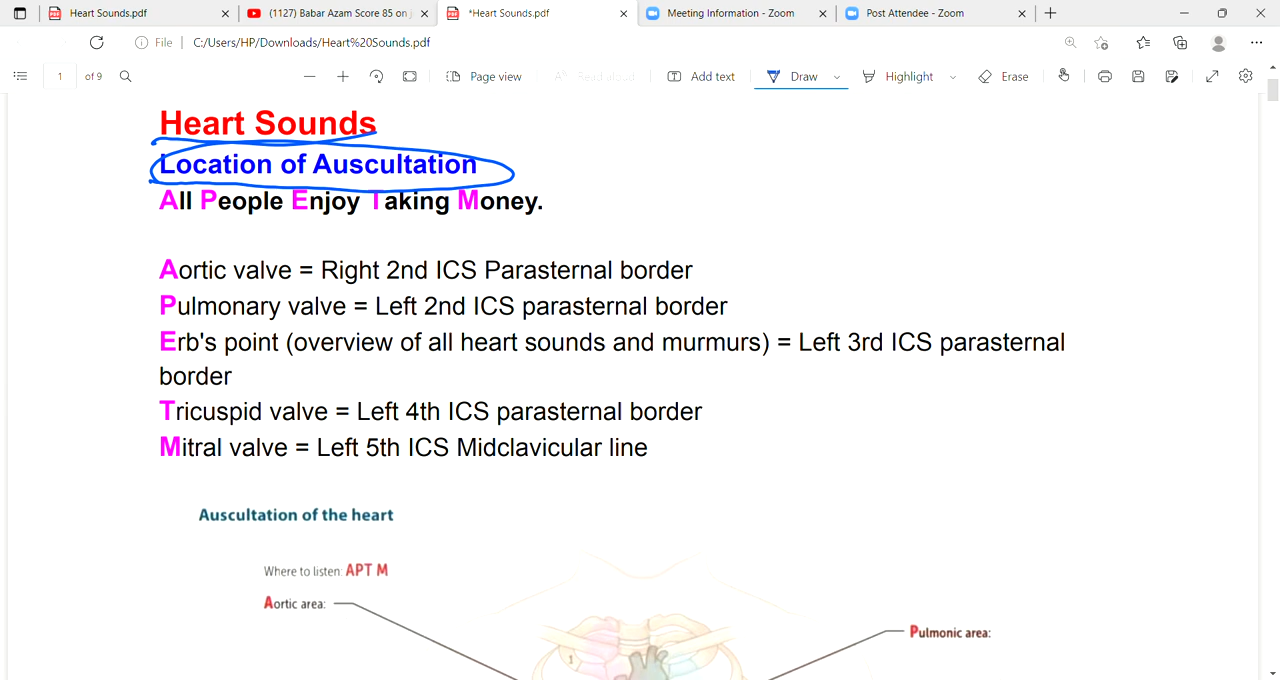 Heart Sounds.pdf
(1127) Babar Azam Score 85 on
*Heart Sounds.pdf
Meeting Information - Zoom
Post Attendee - Zoom
File
C:/Users/HP/Downloads/Heart%20Sounds.pdf
1 of 9
Page view
Read aloud
Add text
Draw
Highlight
Erase
Heart Sounds
Location of Auscultation
All People Enjoy Taking Money.
Aortic valve = Right 2nd ICS Parasternal border
Pulmonary valve = Left 2nd ICS parasternal border
Erb's point (overview of all heart sounds and murmurs) = Left 3rd ICS parasternal
border
Tricuspid valve = Left 4th ICS parasternal border
Mitral valve = Left 5th ICS Midclavicular line
Auscultation of the heart
Where to listen: APT M
Aortic area:
Pulmonic area:
1